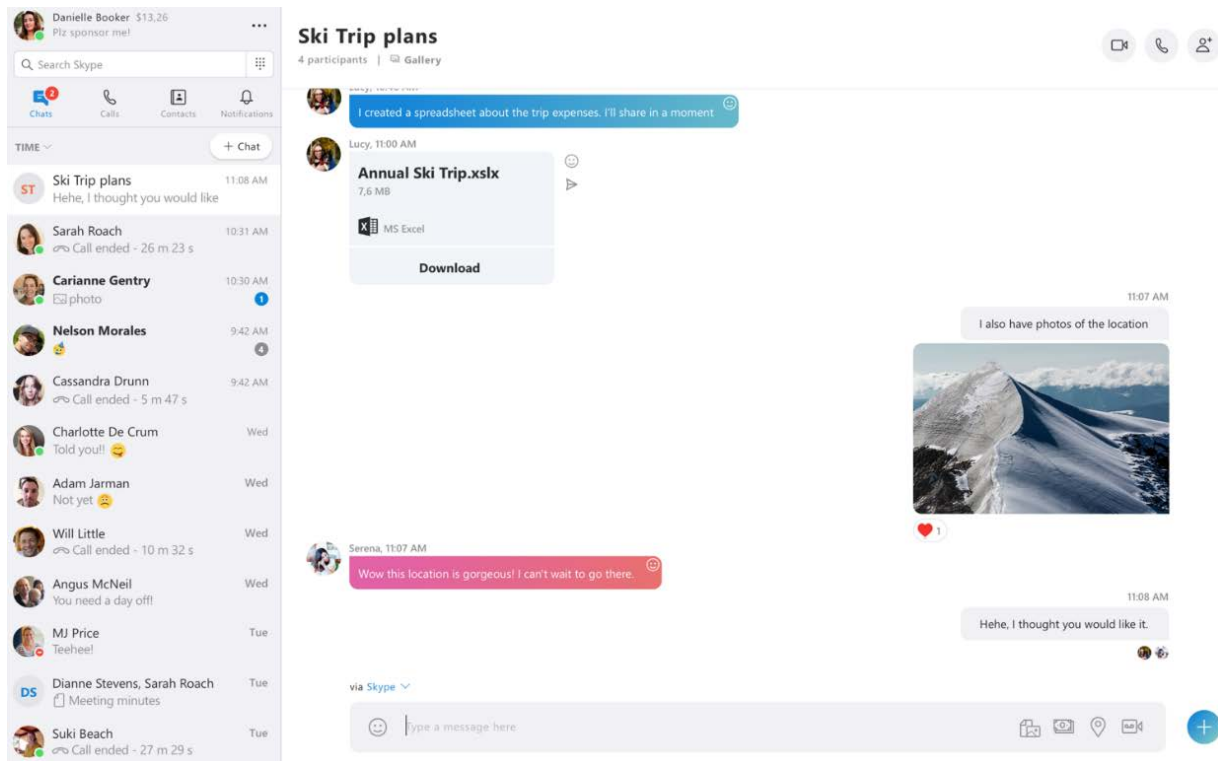 Danielle Booker $13,26
Plz sponsor me!
Search Skype
2
Chats
Calls
Contacts
Notifications
TIME
+ Chat
ST
Ski Trip plans
11:08 AM
Hehe, I thought you would like
Sarah Roach
10:31 AM
Call ended - 26 m 23 s
Carianne Gentry
10:30 AM
photo
1
Nelson Morales
9:42 AM
4
Cassandra Drunn
9:42 AM
Call ended - 5 m 47 s
Charlotte De Crum
Wed
Told you!!
Adam Jarman
Wed
Not yet
Will Little
Wed
Call ended - 10 m 32 s
Angus McNeil
Wed
You need a day off!
MJ Price
Tue
Teehee!
DS
Dianne Stevens, Sarah Roach
Tue
Meeting minutes
Suki Beach
Tue
Call ended - 27 m 29 s
Ski Trip plans
4 participants | Gallery
I created a spreadsheet about the trip expenses. I'll share in a moment
Lucy, 11:00 AM
Annual Ski Trip.xslx
7,6 MB
MS Excel
Download
11:07 AM
I also have photos of the location
1
Serena, 11:07 AM
Wow this location is gorgeous! I can't wait to go there.
11:08 AM
Hehe, I thought you would like it.
via Skype
Type a message here